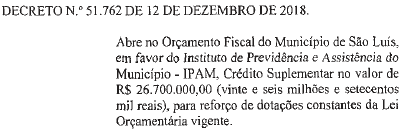 DECRETO N.º 51.762 DE 12 DE DEZEMBRO DE 2018.
Abre no Orçamento Fiscal do Município de São Luís,
em favor do Instituto de Previdência e Assistência do
Município - IPAM, Crédito Suplementar no valor de
R$ 26.700.000,00 (vinte e seis milhões e setecentos
mil reais), para reforço de dotações constantes da Lei
Orçamentária vigente.